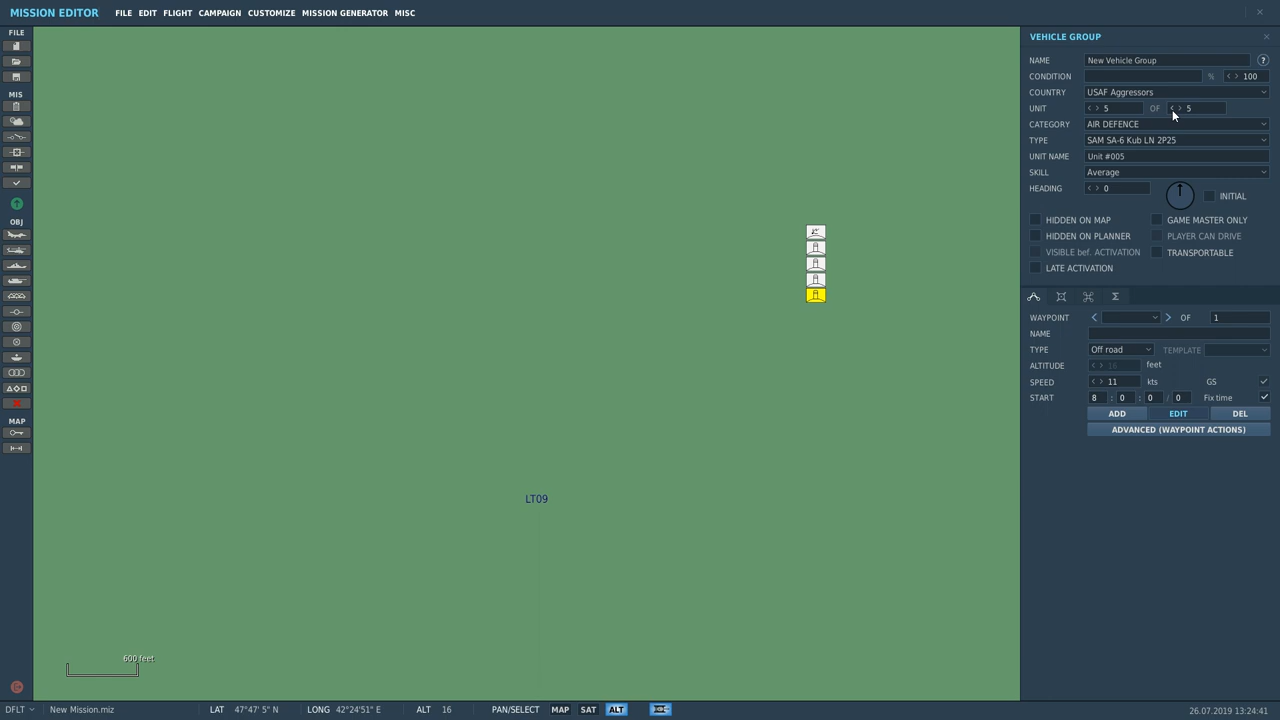 MISSION EDITOR FILE EDIT FLIGHT CAMPAIGN CUSTOMIZE MISSION GENERATOR MISC
FILE
MIS
OBJ
MAP
LT09
600 feet
VEHICLE GROUP
NAME New Vehicle Group ?
CONDITION % < > 100
COUNTRY USAF Aggressors
UNIT < > 5 OF < > 5
CATEGORY AIR DEFENCE
TYPE SAM SA-6 Kub LN 2P25
UNIT NAME Unit #005
SKILL Average
HEADING < > 0 INITIAL
HIDDEN ON MAP GAME MASTER ONLY
HIDDEN ON PLANNER PLAYER CAN DRIVE
VISIBLE bef. ACTIVATION TRANSPORTABLE
LATE ACTIVATION
WAYPOINT < > OF 1
NAME
TYPE Off road TEMPLATE
ALTITUDE < > 16 feet
SPEED < > 11 kts GS
START 8 : 0 : 0 / 0 Fix time
ADD EDIT DEL
ADVANCED (WAYPOINT ACTIONS)
DFLT New Mission.miz LAT 47°47' 5" N LONG 42°24'51" E ALT 16 PAN/SELECT MAP SAT ALT 26.07.2019 13:24:41